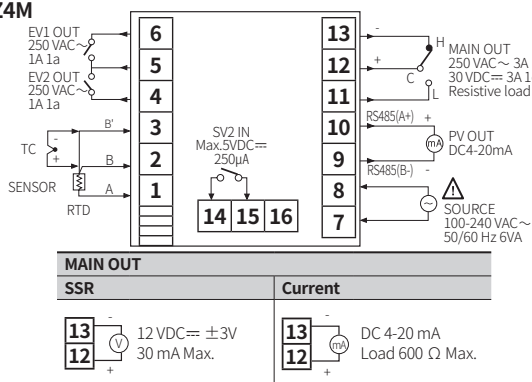 Z4M
EV1 OUT
250 VAC～
1A 1a
EV2 OUT
250 VAC～
1A 1a
6
5
4
3
2
1
B'
B
A
TC
-
+
SENSOR
RTD
SV2 IN
Max.5VDC⎓
250µA
14 15 16
13
12
11
10
9
8
7
-
+
H
C
L
MAIN OUT
250 VAC～ 3A
30 VDC⎓ 3A 1
Resistive load
RS485(A+) +
mA
RS485(B-) -
PV OUT
DC4-20mA
SOURCE
100-240 VAC～
50/60 Hz 6VA
MAIN OUT
SSR
Current
13
12
-
V
+
12 VDC⎓ ±3V
30 mA Max.
13
12
-
mA
+
DC 4-20 mA
Load 600 Ω Max.